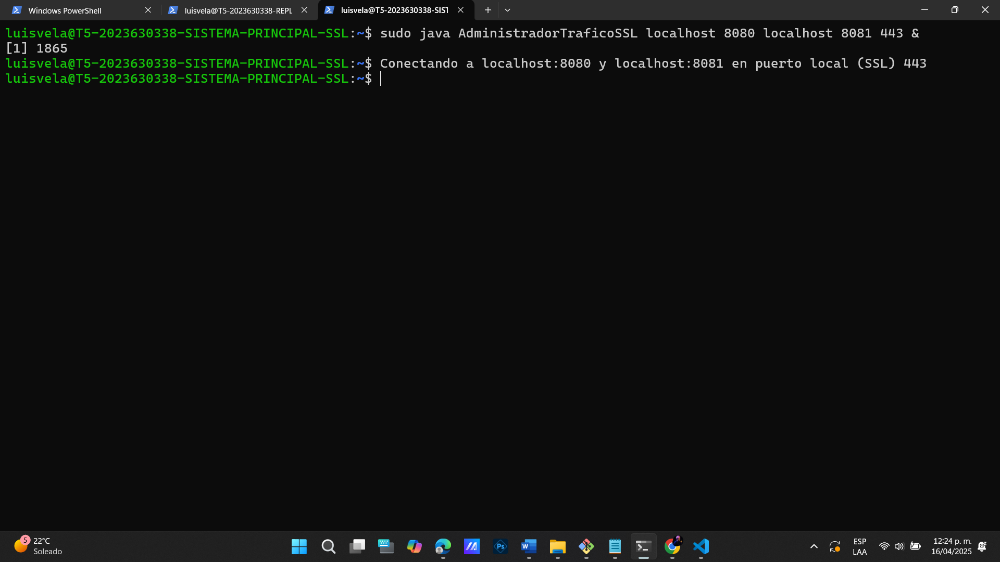 Windows PowerShell
luisvela@T5-2023630338-REPL
luisvela@T5-2023630338-SIST
luisvela@T5-2023630338-SISTEMA-PRINCIPAL-SSL:~$ sudo java AdministradorTraficoSSL localhost 8080 localhost 8081 443 &
[1] 1865
luisvela@T5-2023630338-SISTEMA-PRINCIPAL-SSL:~$ Conectando a localhost:8080 y localhost:8081 en puerto local (SSL) 443
luisvela@T5-2023630338-SISTEMA-PRINCIPAL-SSL:~$
5
22°C
Soleado
Ps
W
ESP
LAA
12:24 p. m.
16/04/2025